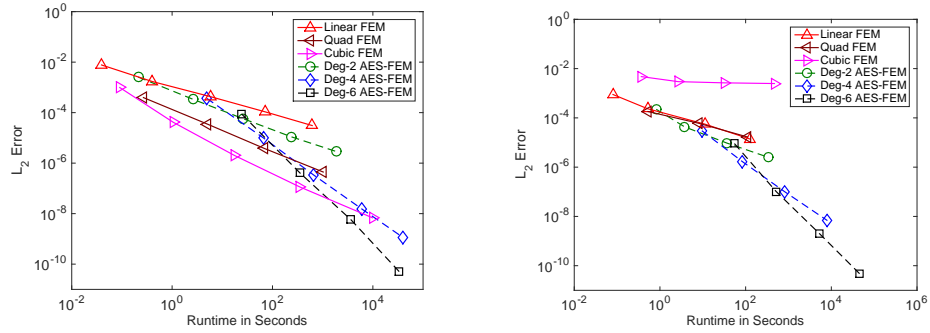 10^-2
10^-4
10^-6
10^-8
10^-10
L_2 Error
Linear FEM
Quad FEM
Cubic FEM
Deg-2 AES-FEM
Deg-4 AES-FEM
Deg-6 AES-FEM
10^-2 10^0 10^2 10^4
Runtime in Seconds
10^0
10^-2
10^-4
10^-6
10^-8
10^-10
L_2 Error
Linear FEM
Quad FEM
Cubic FEM
Deg-2 AES-FEM
Deg-4 AES-FEM
Deg-6 AES-FEM
10^-2 10^0 10^2 10^4 10^6
Runtime in Seconds